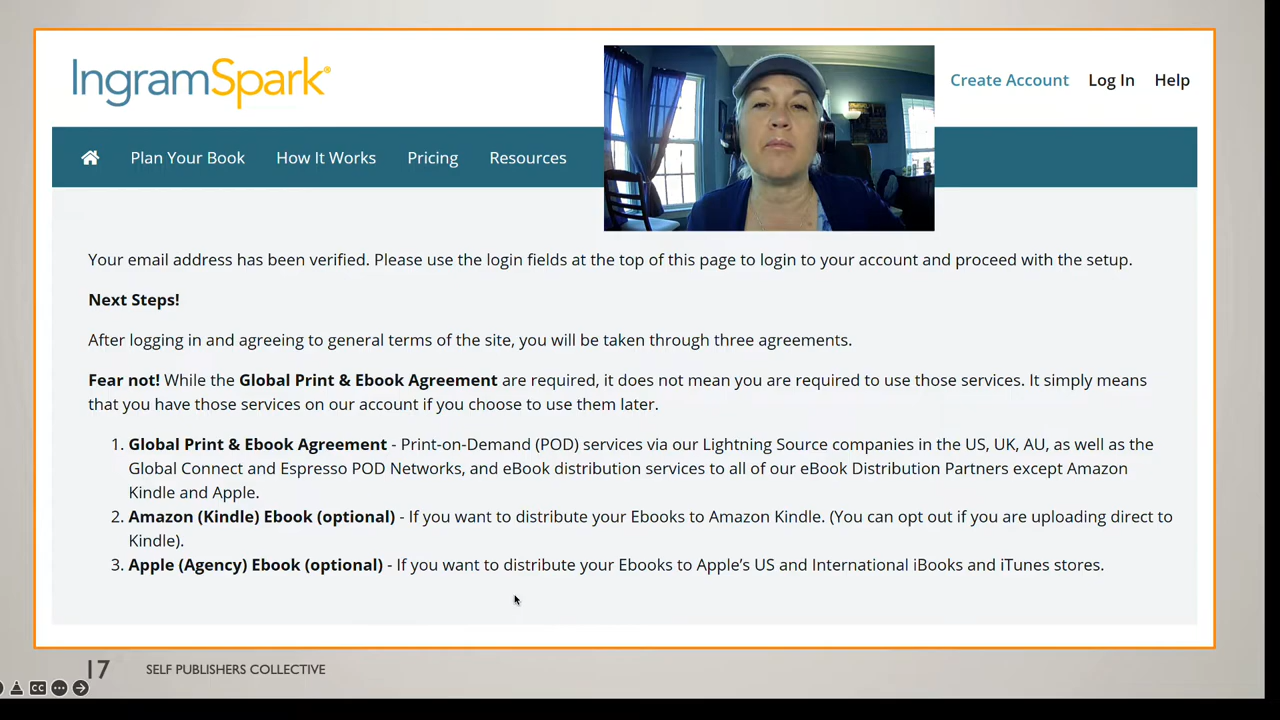 IngramSpark®
Create Account Log In Help
Plan Your Book How It Works Pricing Resources
Your email address has been verified. Please use the login fields at the top of this page to login to your account and proceed with the setup.
Next Steps!
After logging in and agreeing to general terms of the site, you will be taken through three agreements.
Fear not! While the Global Print & Ebook Agreement are required, it does not mean you are required to use those services. It simply means
that you have those services on our account if you choose to use them later.
1. Global Print & Ebook Agreement - Print-on-Demand (POD) services via our Lightning Source companies in the US, UK, AU, as well as the
Global Connect and Espresso POD Networks, and eBook distribution services to all of our eBook Distribution Partners except Amazon
Kindle and Apple.
2. Amazon (Kindle) Ebook (optional) - If you want to distribute your Ebooks to Amazon Kindle. (You can opt out if you are uploading direct to
Kindle).
3. Apple (Agency) Ebook (optional) - If you want to distribute your Ebooks to Apple’s US and International iBooks and iTunes stores.
17 SELF PUBLISHERS COLLECTIVE
CC